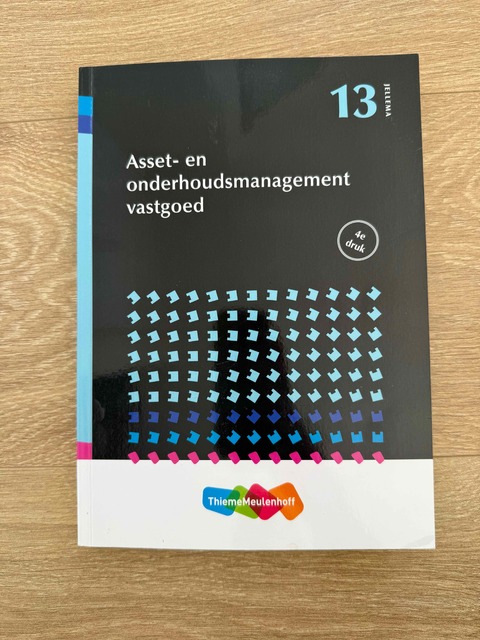 13
JELLEMA
Asset- en
onderhoudsmanagement
vastgoed
4e
druk
ThiemeMeulenhoff